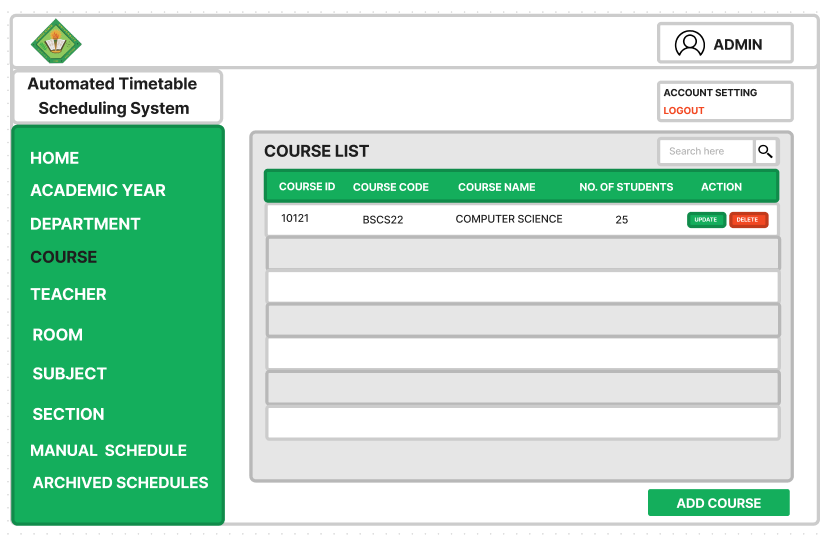 ADMIN
Automated Timetable
Scheduling System
ACCOUNT SETTING
LOGOUT
HOME
ACADEMIC YEAR
DEPARTMENT
COURSE
TEACHER
ROOM
SUBJECT
SECTION
MANUAL SCHEDULE
ARCHIVED SCHEDULES
COURSE LIST
Search here
COURSE ID COURSE CODE COURSE NAME NO. OF STUDENTS ACTION
10121 BSCS22 COMPUTER SCIENCE 25 UPDATE DELETE
ADD COURSE